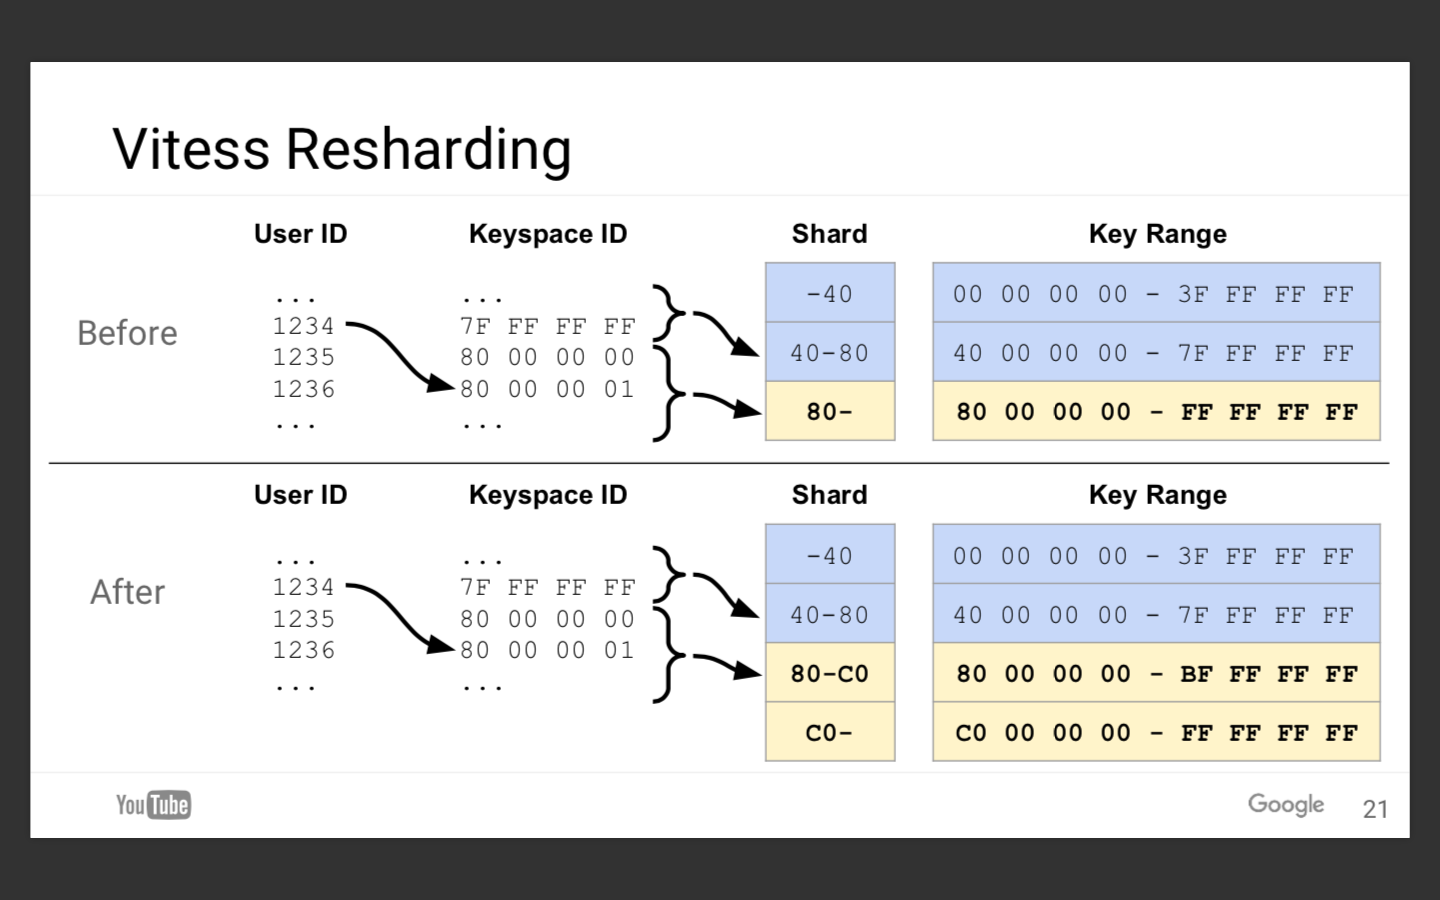 Vitess Resharding
User ID Keyspace ID Shard Key Range
Before
... ... -40 00 00 00 00 - 3F FF FF FF
1234 7F FF FF FF
1235 80 00 00 00 40-80 40 00 00 00 - 7F FF FF FF
1236 80 00 00 01
... ... 80- 80 00 00 00 - FF FF FF FF
User ID Keyspace ID Shard Key Range
After
... ... -40 00 00 00 00 - 3F FF FF FF
1234 7F FF FF FF
1235 80 00 00 00 40-80 40 00 00 00 - 7F FF FF FF
1236 80 00 00 01
... ... 80-C0 80 00 00 00 - BF FF FF FF
C0- C0 00 00 00 - FF FF FF FF
YouTube Google 21